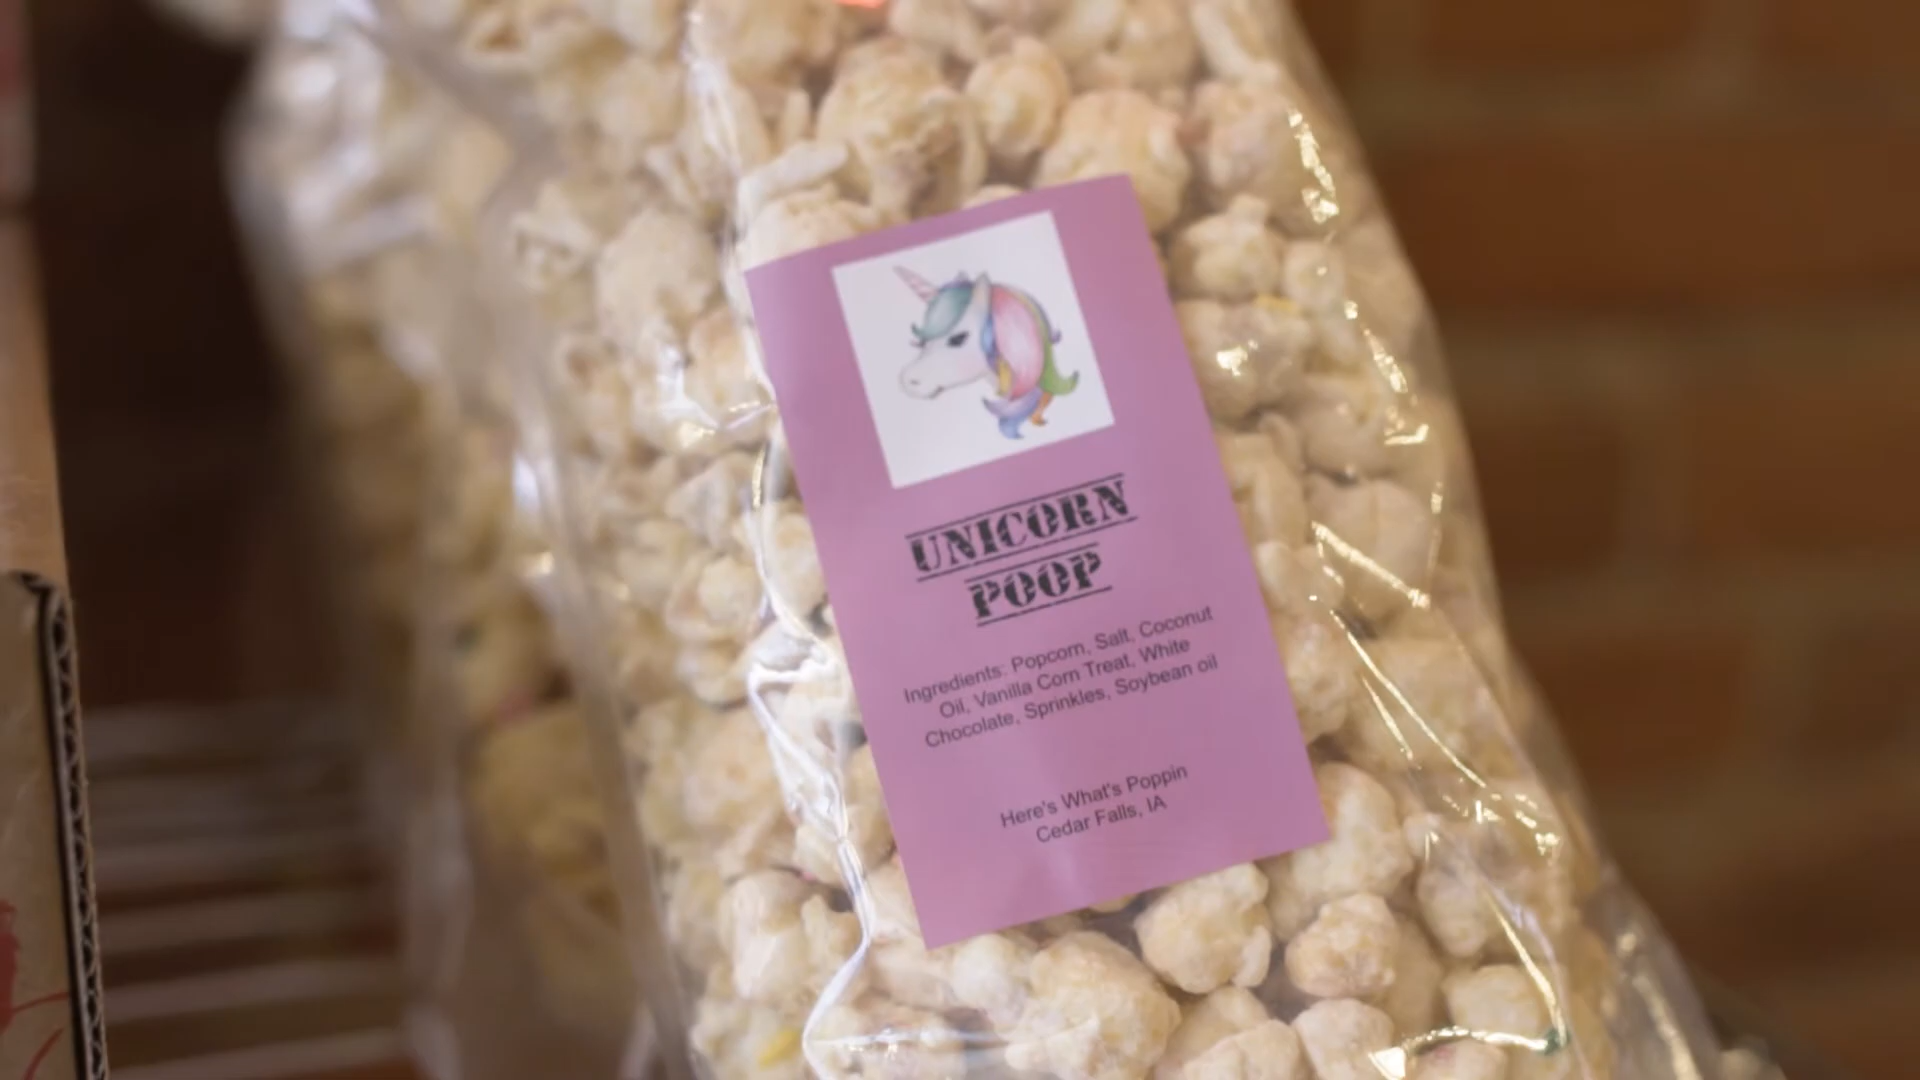 UNICORN
POOP
Ingredients: Popcorn, Salt, Coconut
Oil, Vanilla Corn Treat, White
Chocolate, Sprinkles, Soybean oil
Here's What's Poppin
Cedar Falls, IA